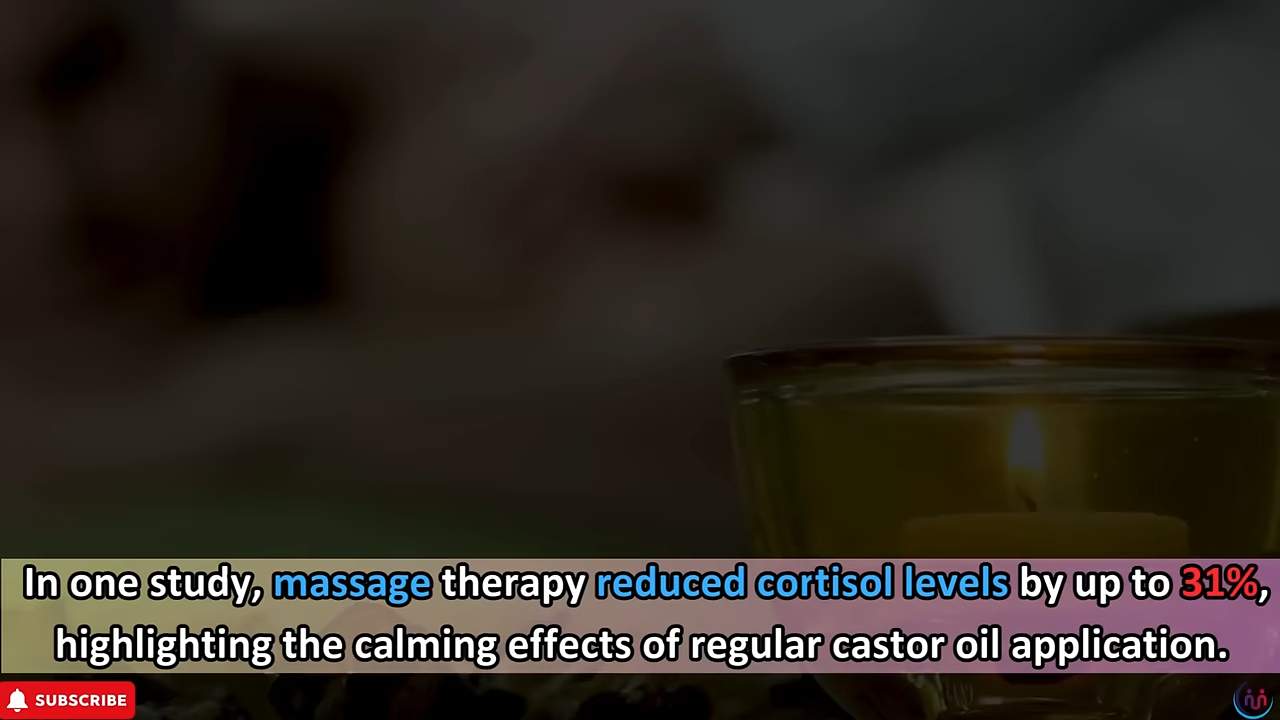 In one study, massage therapy reduced cortisol levels by up to 31%,
highlighting the calming effects of regular castor oil application.
SUBSCRIBE